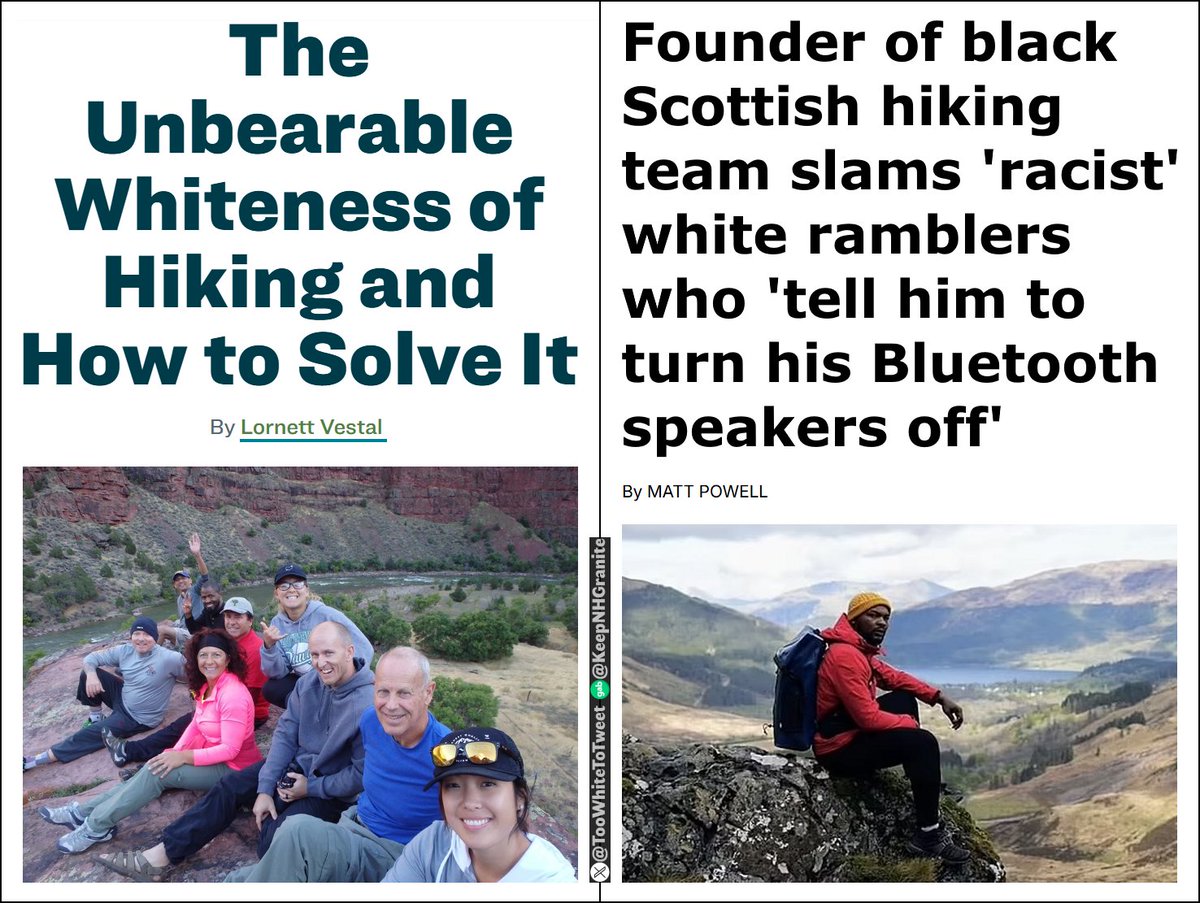 The
Unbearable
Whiteness of
Hiking and
How to Solve It
By Lornett Vestal
Founder of black
Scottish hiking
team slams 'racist'
white ramblers
who 'tell him to
turn his Bluetooth
speakers off'
By MATT POWELL
X @TooWhiteToTweet gab @KeepNHGranite